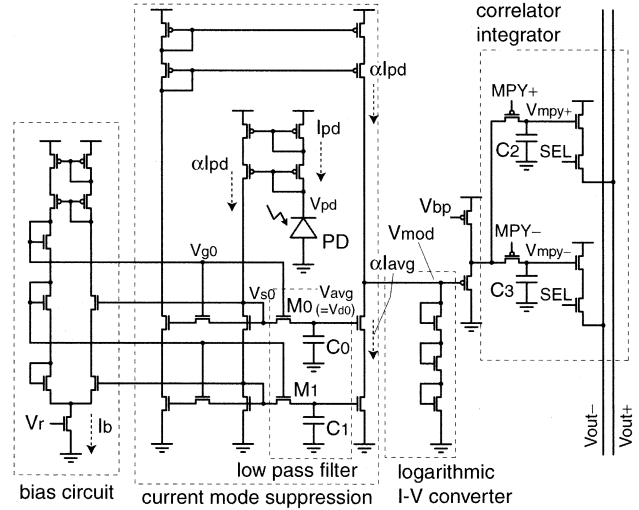 correlator
integrator
αIpd
MPY+
Vmpy+
C2
SEL
Ipd
αIpd
Vpd
PD
Vbp
Vmod
MPY−
Vmpy−
C3
SEL
Vg0
αIavg
Vs0
M0
Vavg
(=Vd0)
C0
M1
C1
Vr
Ib
Vout−
Vout+
low pass filter
logarithmic
I-V converter
bias circuit
current mode suppression